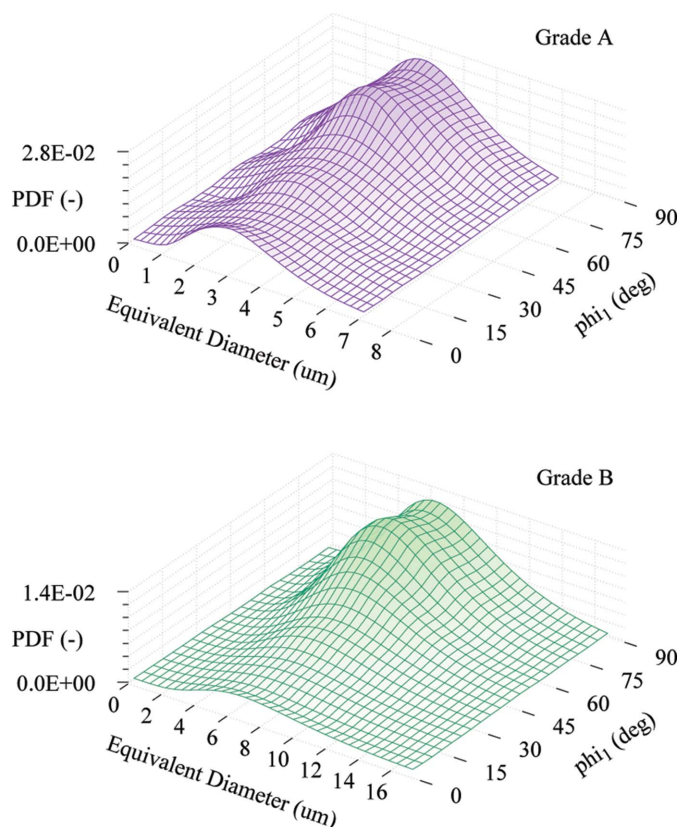 Grade A
2.8E-02
PDF (-)
0.0E+00
0
1
2
3
4
5
6
7
8
Equivalent Diameter (um)
0
15
30
45
60
75
90
phi₁ (deg)
Grade B
1.4E-02
PDF (-)
0.0E+00
0
2
4
6
8
10
12
14
16
Equivalent Diameter (um)
0
15
30
45
60
75
90
phi₁ (deg)